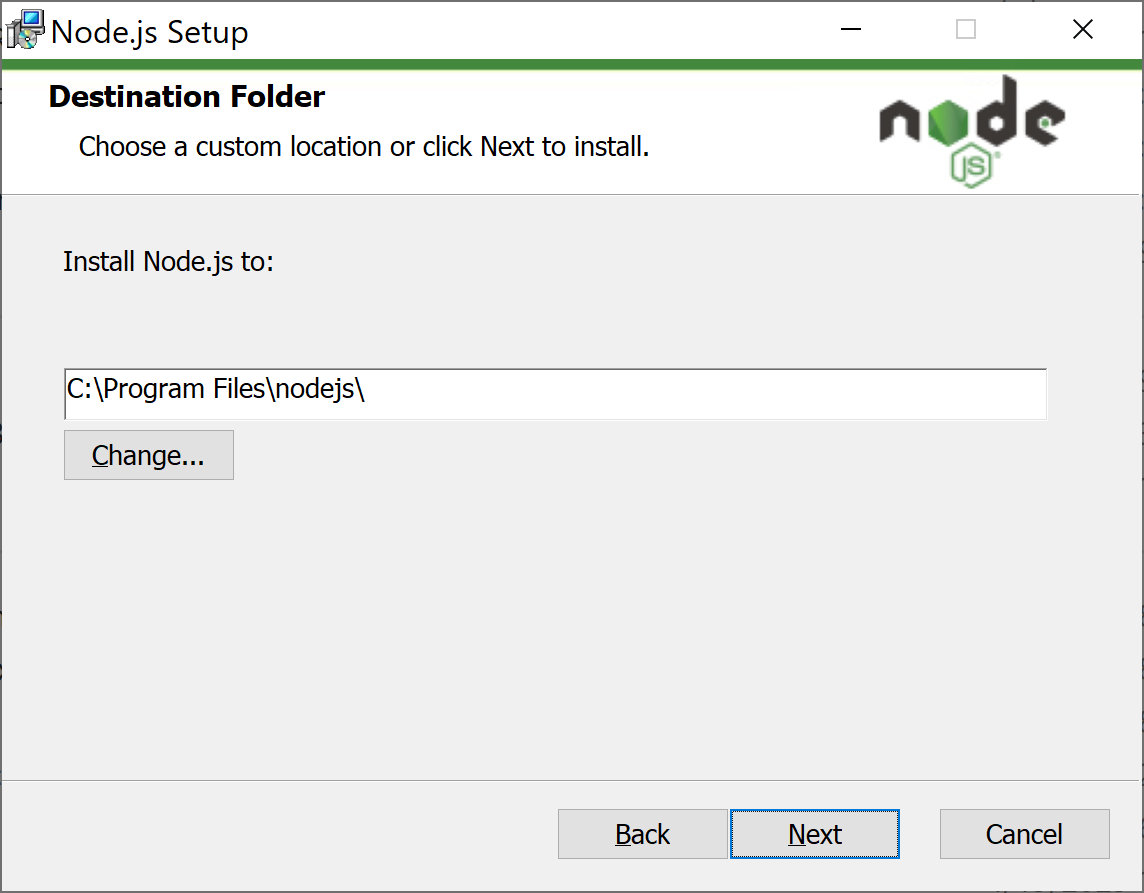 Node.js Setup
Destination Folder
Choose a custom location or click Next to install.
node
JS
Install Node.js to:
C:\Program Files\nodejs\
Change...
Back
Next
Cancel